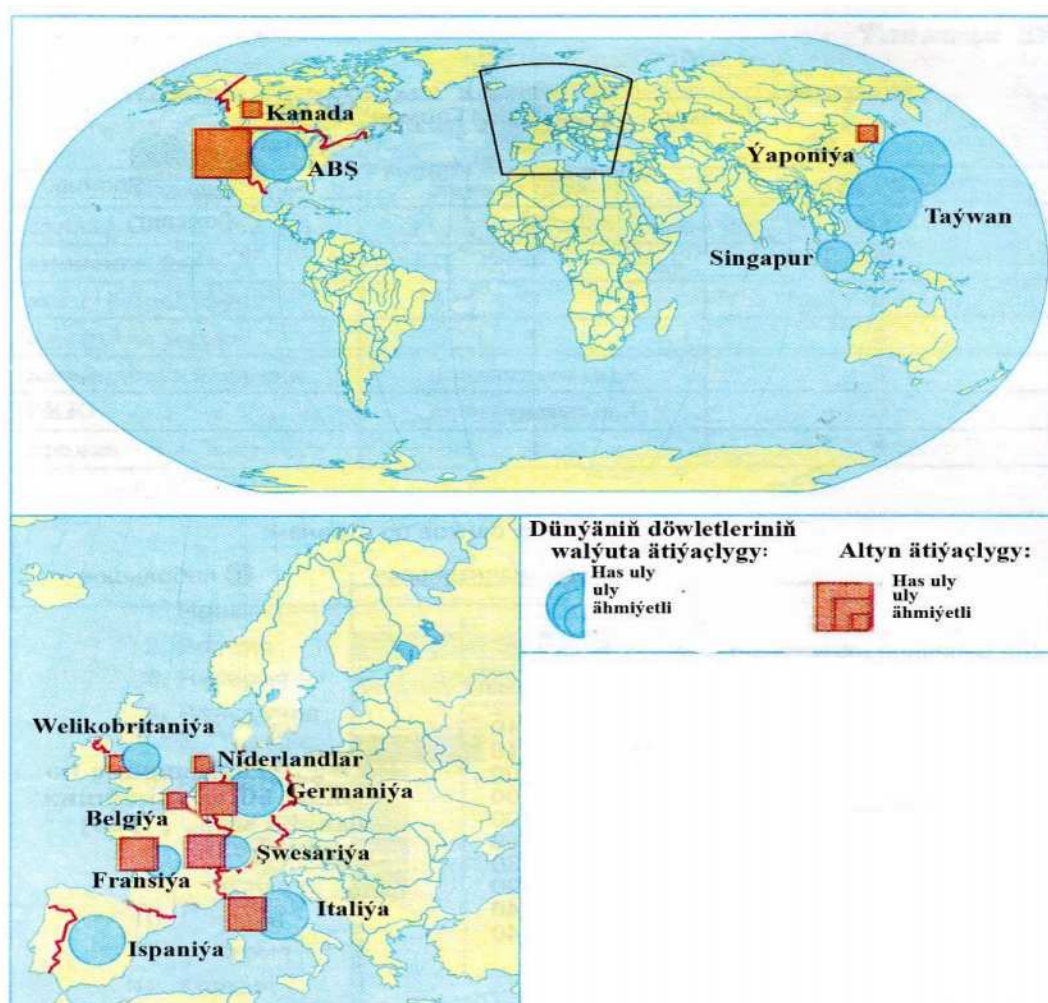 Kanada
ABŞ
Ýaponiýa
Taýwan
Singapur
Dünýäniň döwletleriniň
walýuta ätiýaçlygy:
Has uly
uly
ähmiýetli
Altyn ätiýaçlygy:
Has uly
uly
ähmiýetli
Welikobritaniýa
Niderlandlar
Germaniýa
Belgiýa
Şwesariýa
Fransiýa
Italiýa
Ispaniýa